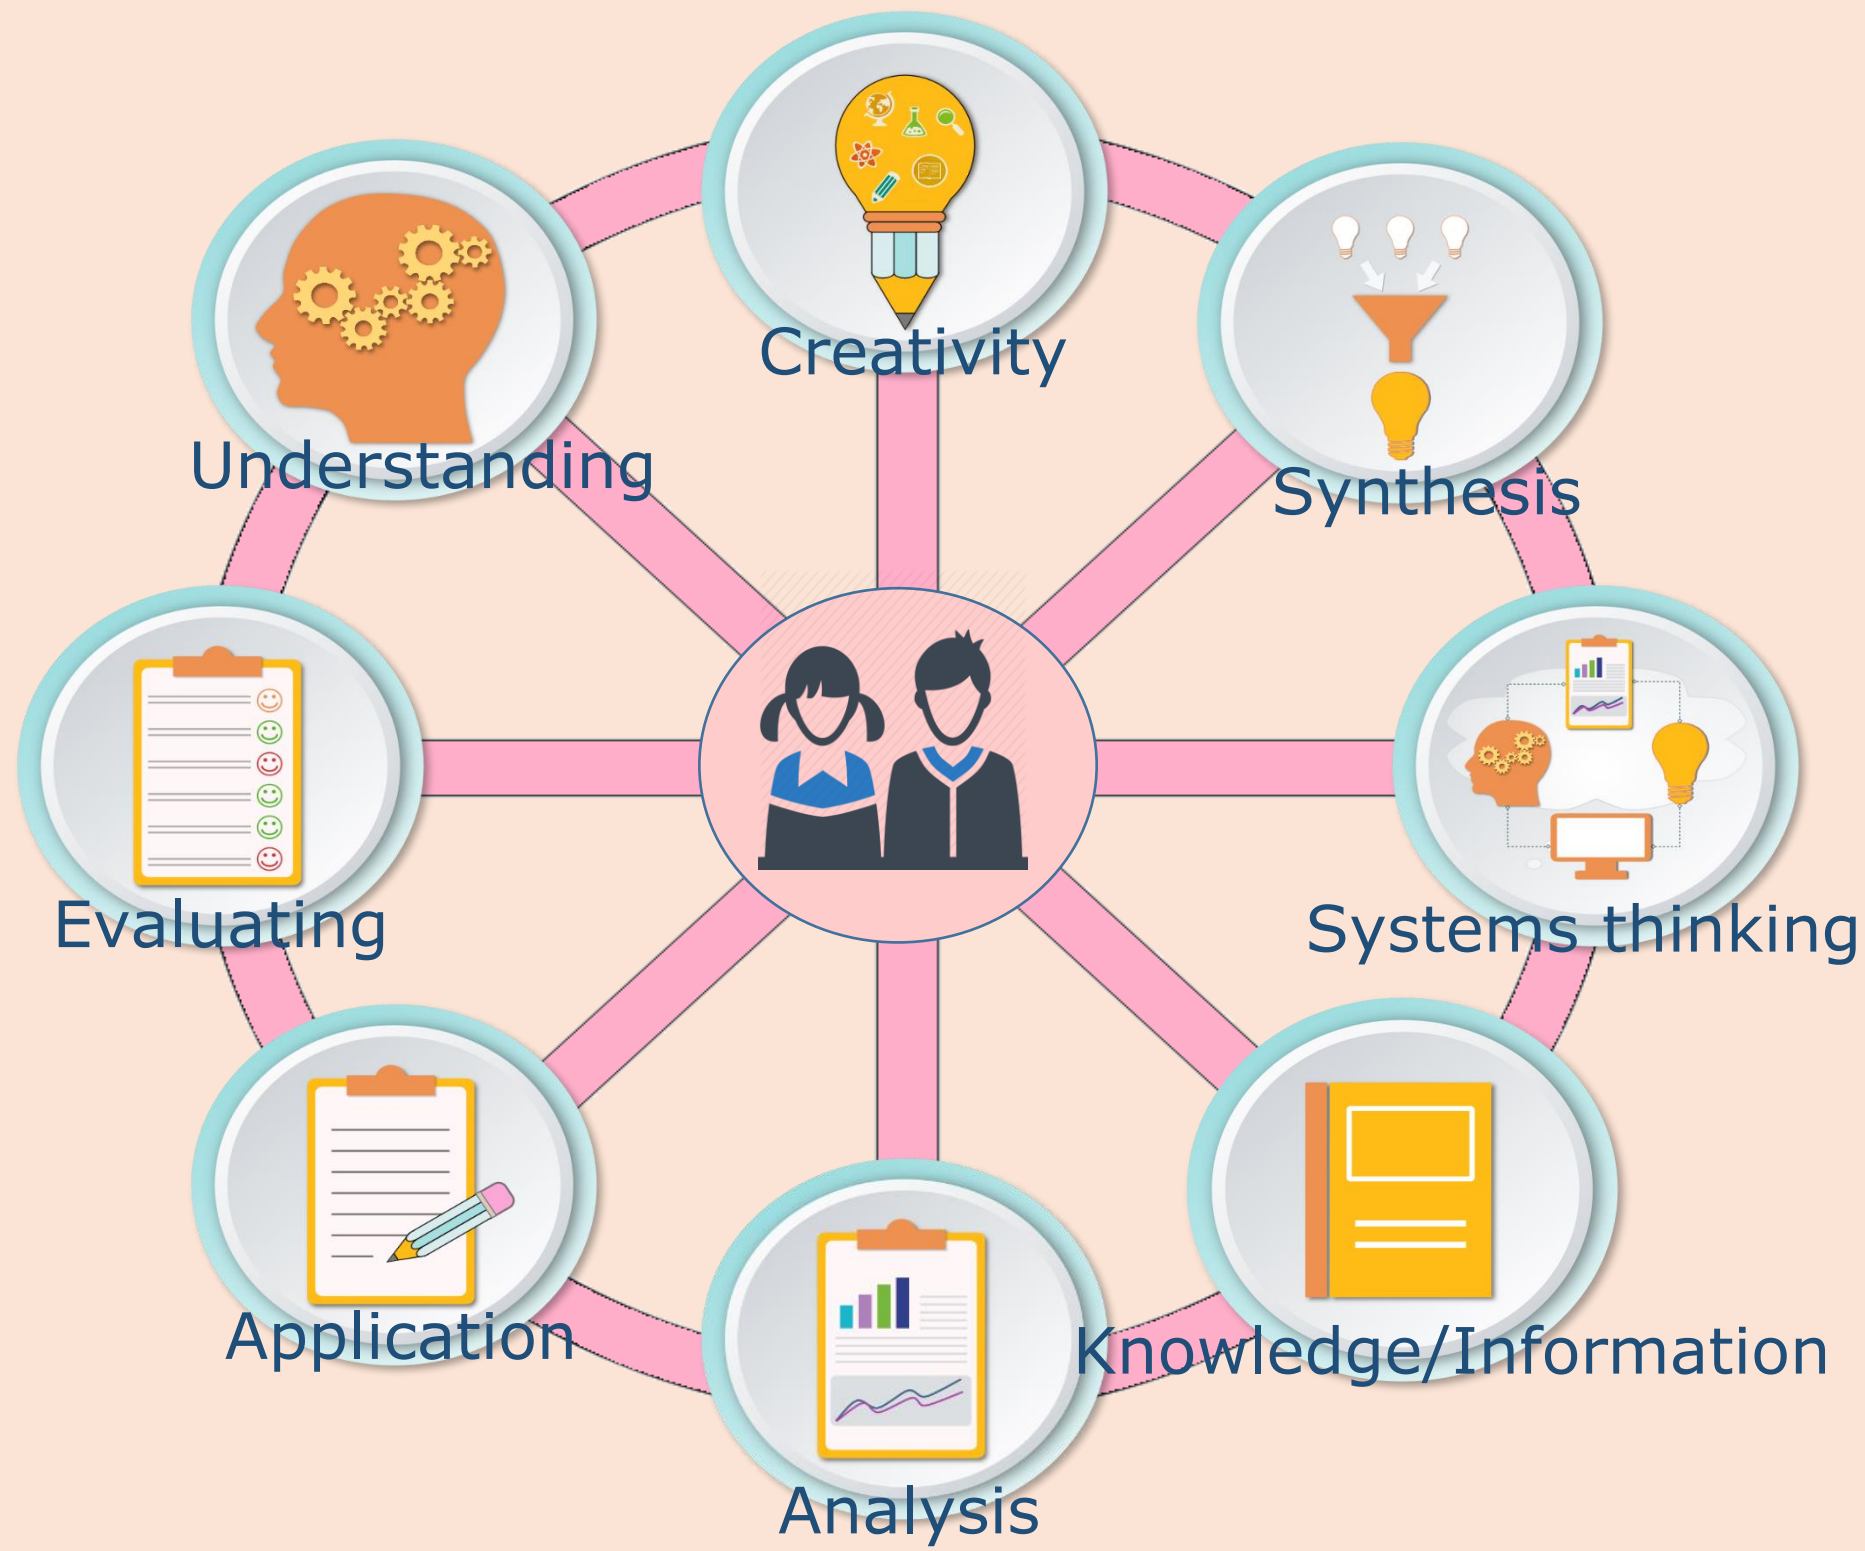 Creativity
Understanding
Synthesis
Evaluating
Systems thinking
Application
Knowledge/Information
Analysis